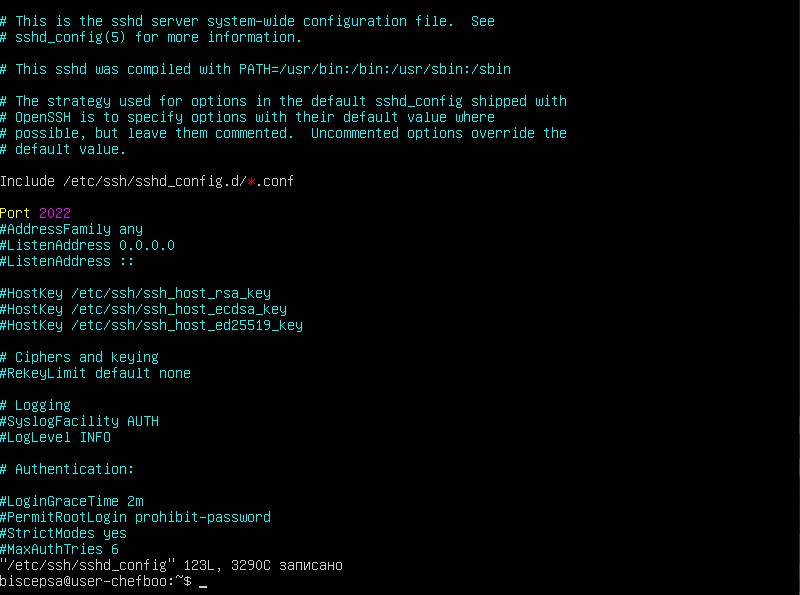 # This is the sshd server system-wide configuration file.  See
# sshd_config(5) for more information.
# This sshd was compiled with PATH=/usr/bin:/bin:/usr/sbin:/sbin
# The strategy used for options in the default sshd_config shipped with
# OpenSSH is to specify options with their default value where
# possible, but leave them commented.  Uncommented options override the
# default value.
Include /etc/ssh/sshd_config.d/*.conf
Port 2022
#AddressFamily any
#ListenAddress 0.0.0.0
#ListenAddress ::
#HostKey /etc/ssh/ssh_host_rsa_key
#HostKey /etc/ssh/ssh_host_ecdsa_key
#HostKey /etc/ssh/ssh_host_ed25519_key
# Ciphers and keying
#RekeyLimit default none
# Logging
#SyslogFacility AUTH
#LogLevel INFO
# Authentication:
#LoginGraceTime 2m
#PermitRootLogin prohibit-password
#StrictModes yes
#MaxAuthTries 6
"/etc/ssh/sshd_config" 123L, 3290C записано
biscepsa@user-chefboo:~$ _